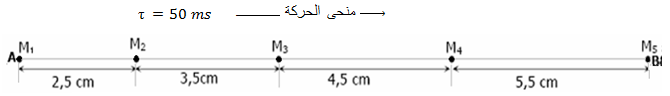 τ = 50 ms منحى الحركة
A M₁ M₂ M₃ M₄ M₅ B
2,5 cm 3,5cm 4,5 cm 5,5 cm